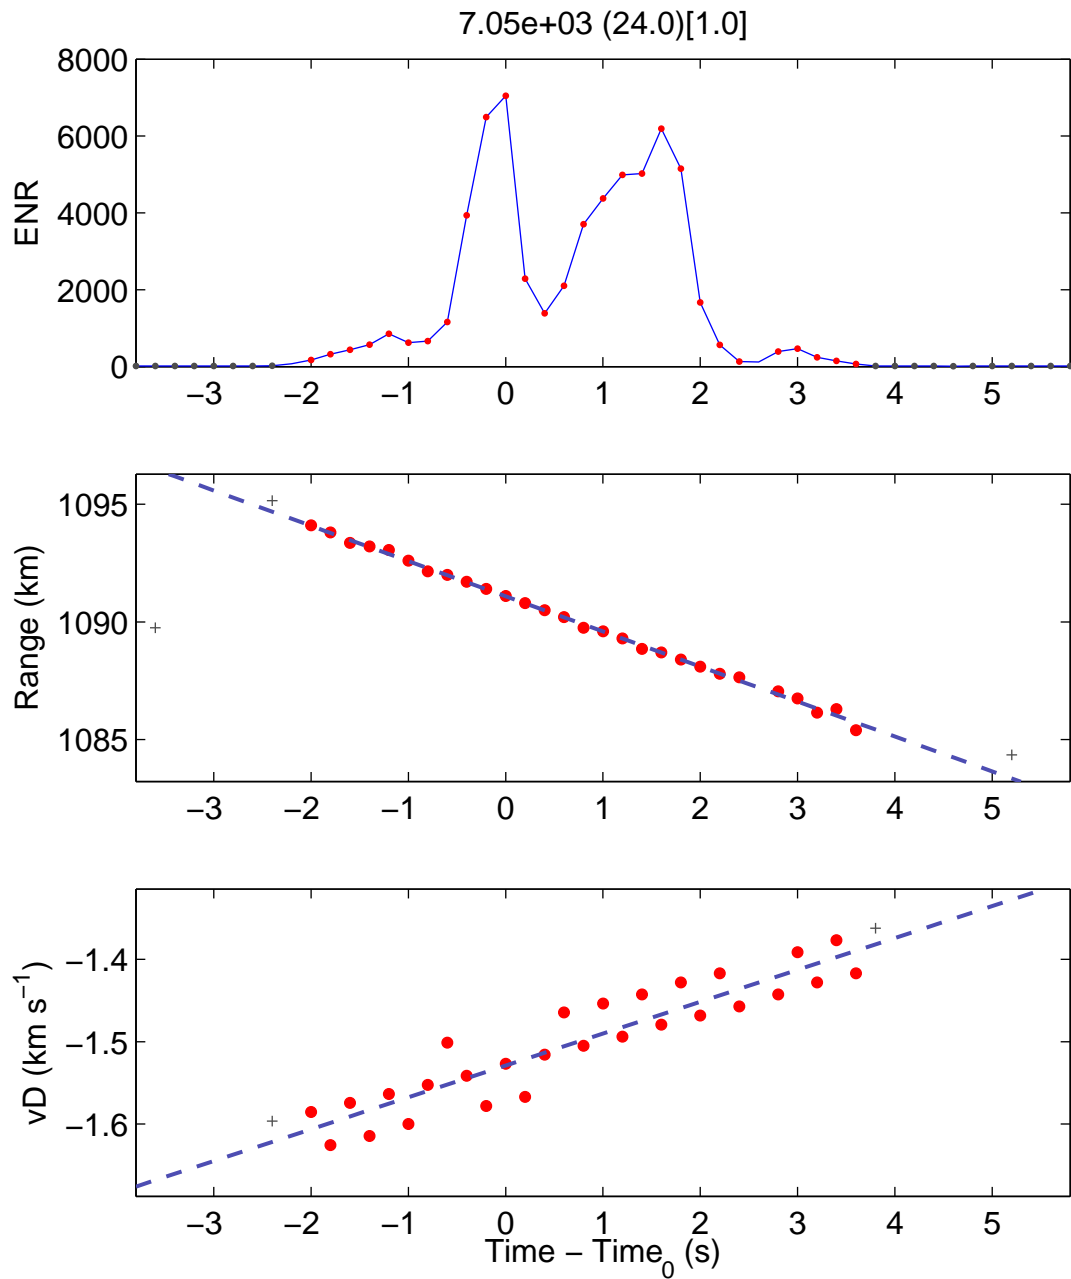 7.05e+03 (24.0)[1.0]
ENR
8000
6000
4000
2000
0
−3 −2 −1 0 1 2 3 4 5
Range (km)
1095
1090
1085
−3 −2 −1 0 1 2 3 4 5
vD (km s−1)
−1.4
−1.5
−1.6
−3 −2 −1 0 1 2 3 4 5
Time − Time0 (s)